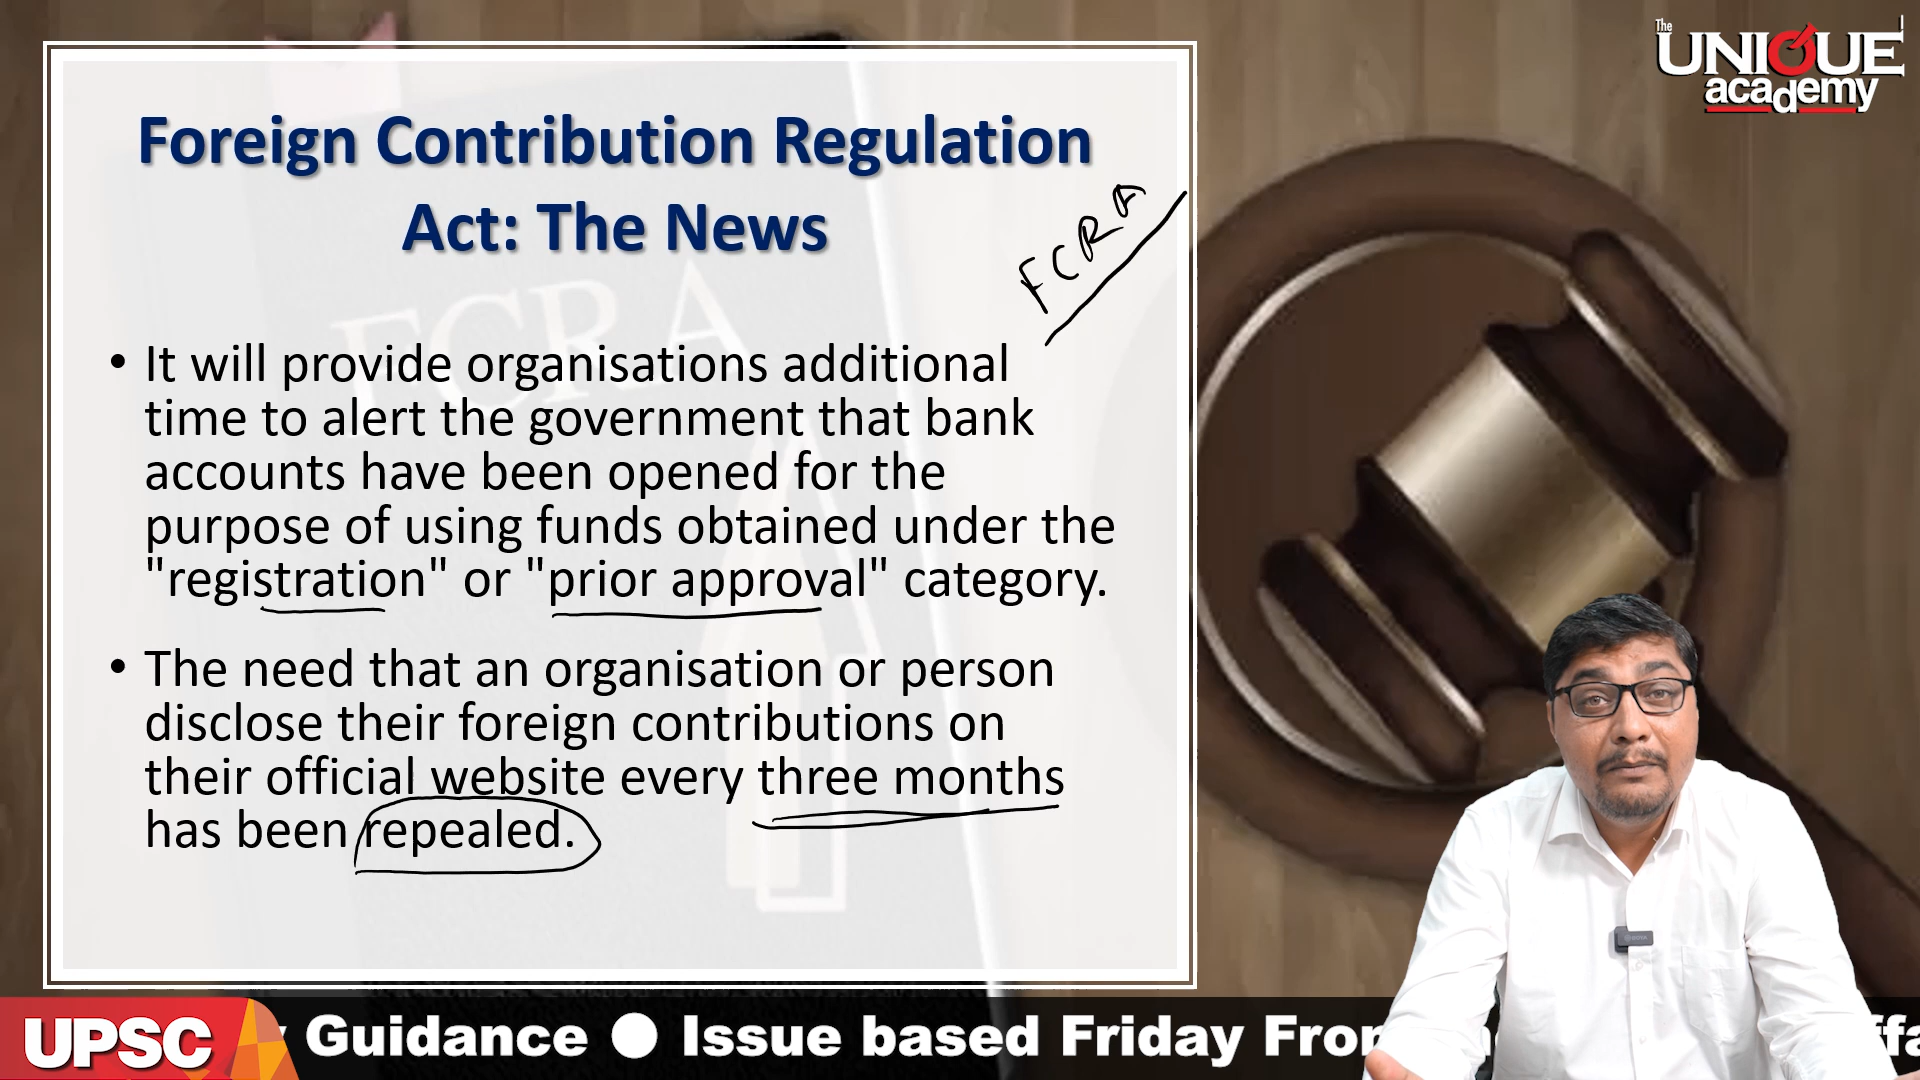 The
UNIQUE
academy
Foreign Contribution Regulation
Act: The News
FCRA
FCRA
• It will provide organisations additional
time to alert the government that bank
accounts have been opened for the
purpose of using funds obtained under the
"registration" or "prior approval" category.
• The need that an organisation or person
disclose their foreign contributions on
their official website every three months
has been repealed.
UPSC
Guidance ● Issue based Friday